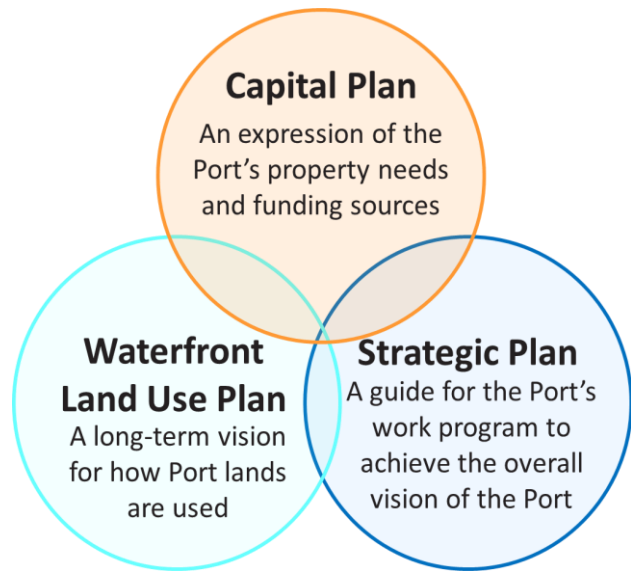 Capital Plan
An expression of the
Port’s property needs
and funding sources
Waterfront
Land Use Plan
A long-term vision
for how Port lands
are used
Strategic Plan
A guide for the Port’s
work program to
achieve the overall
vision of the Port